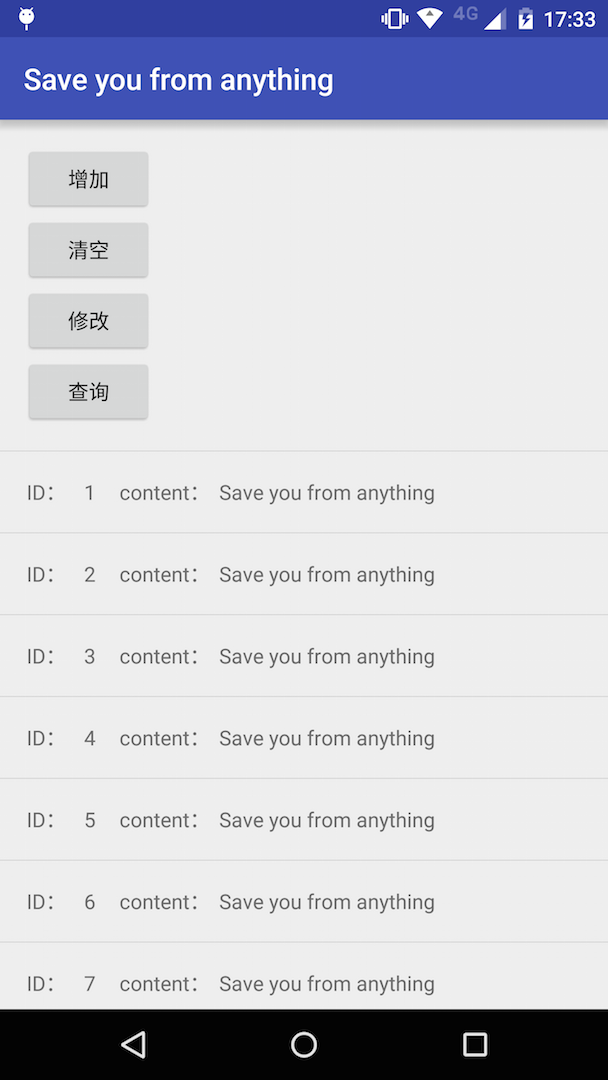 4G 17:33
Save you from anything
增加
清空
修改
查询
ID： 1 content： Save you from anything
ID： 2 content： Save you from anything
ID： 3 content： Save you from anything
ID： 4 content： Save you from anything
ID： 5 content： Save you from anything
ID： 6 content： Save you from anything
ID： 7 content： Save you from anything